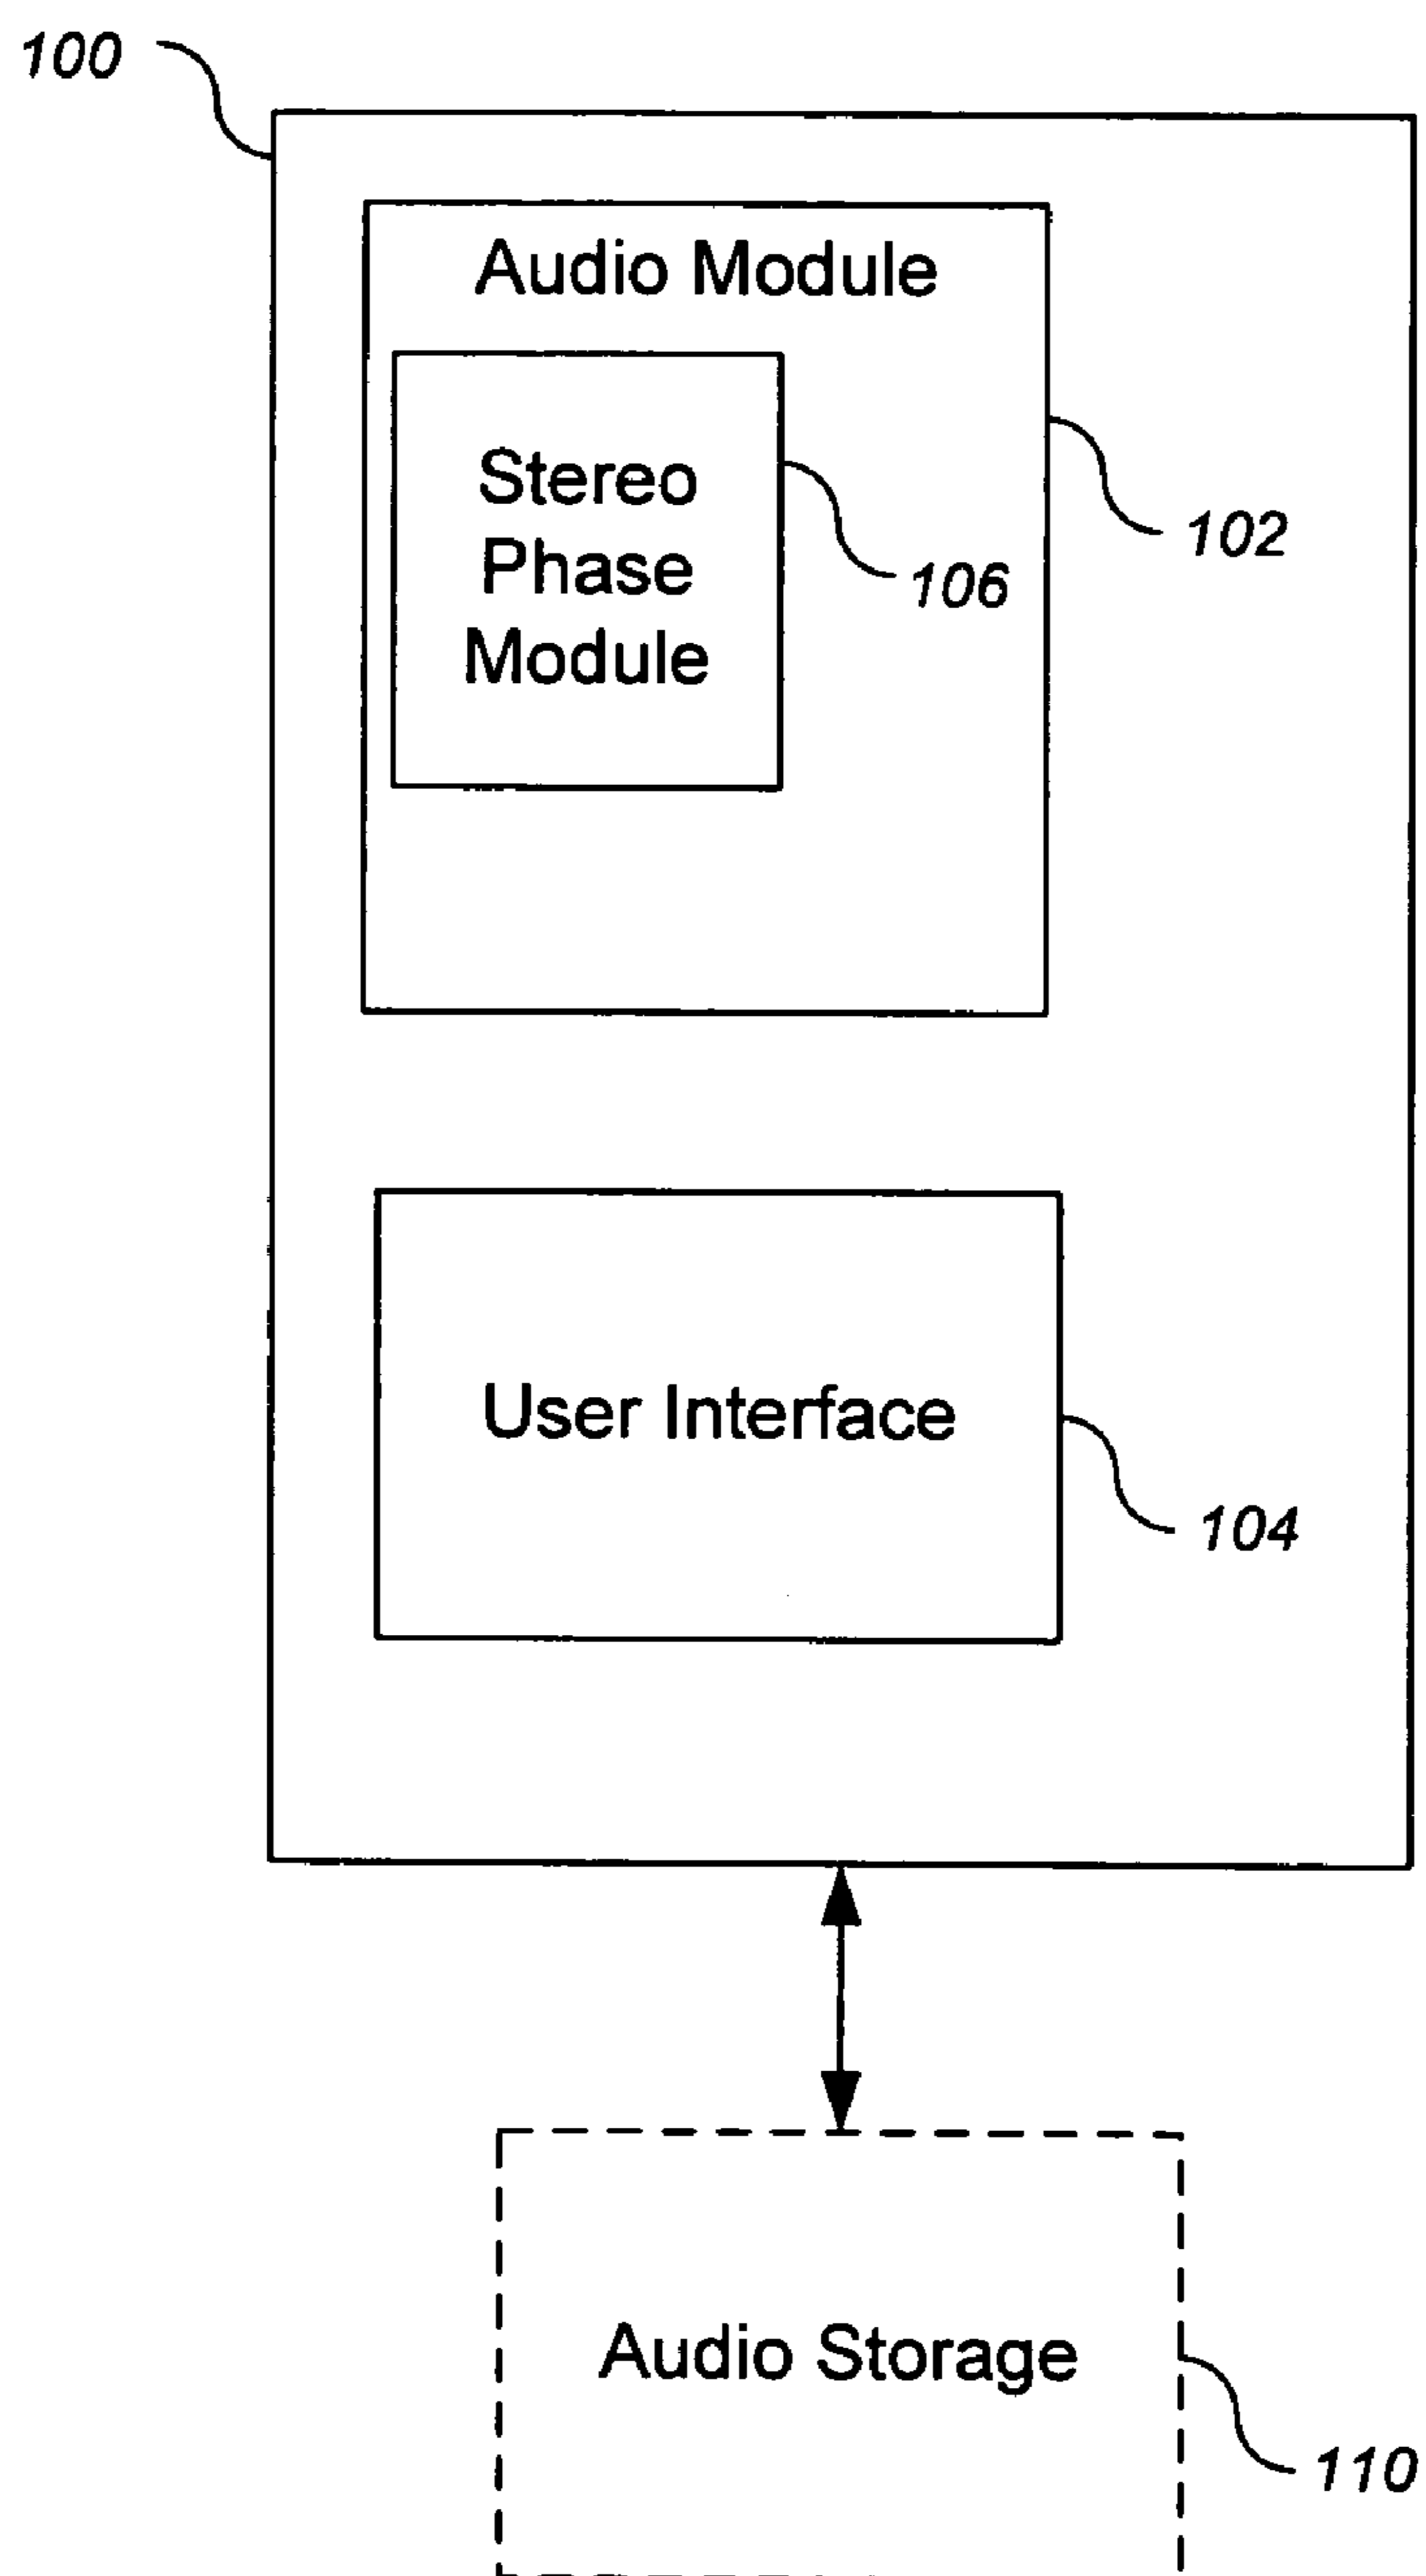 100
Audio Module
Stereo
Phase
Module
102
106
User Interface
104
Audio Storage
110